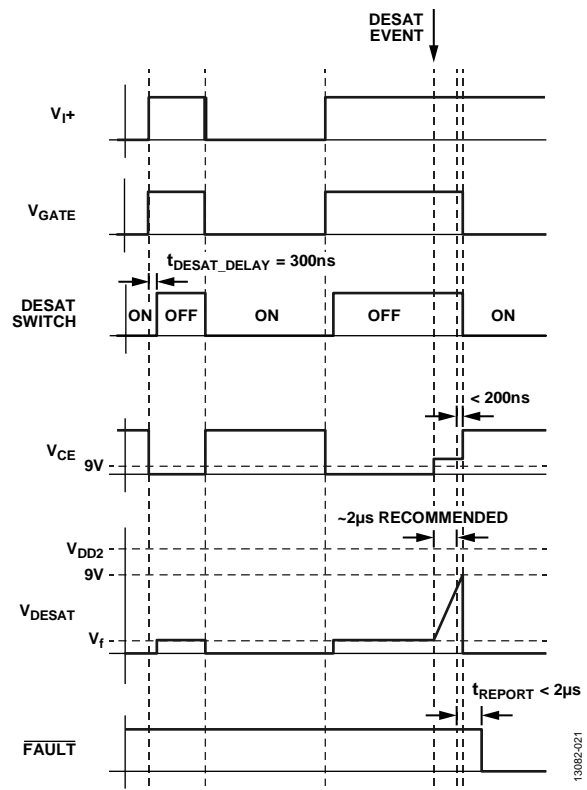 DESAT
EVENT
VI+
VGATE
tDESAT_DELAY = 300ns
DESAT
SWITCH
ON OFF ON OFF ON
< 200ns
VCE
9V
~2µs RECOMMENDED
VDD2
9V
VDESAT
Vf
tREPORT < 2µs
FAULT
13082-021